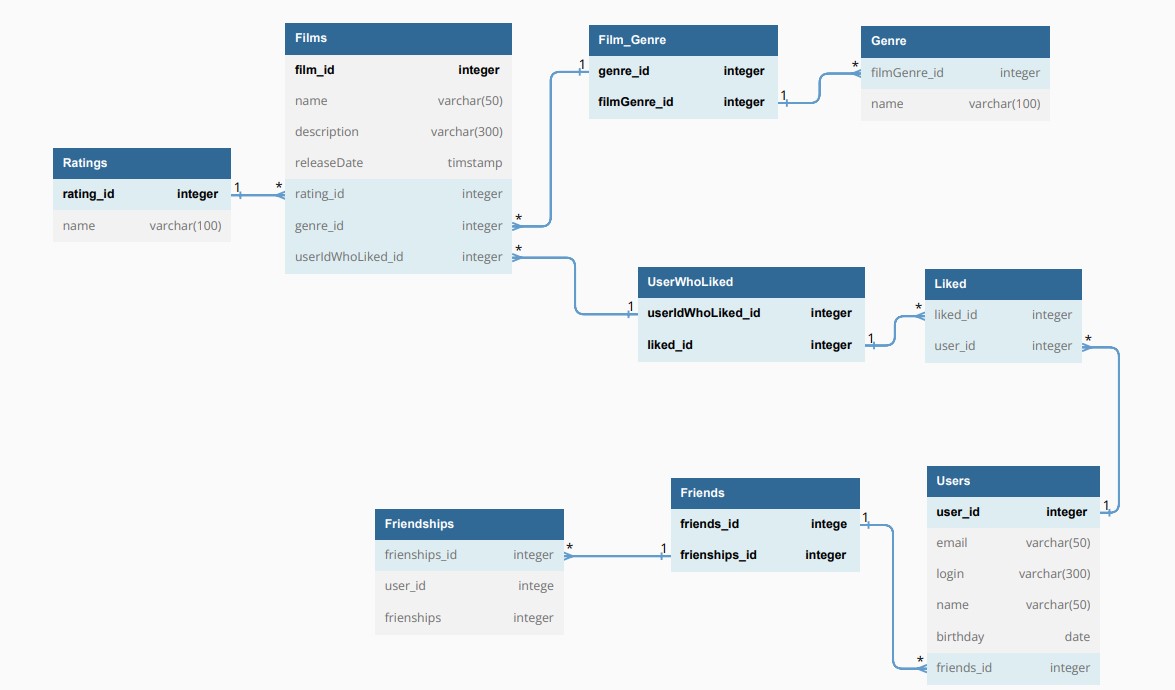 Films
film_id integer
name varchar(50)
description varchar(300)
releaseDate timstamp
rating_id integer
genre_id integer
userIdWhoLiked_id integer
Film_Genre
genre_id integer
filmGenre_id integer
Genre
filmGenre_id integer
name varchar(100)
Ratings
rating_id integer
name varchar(100)
1 *
1
*
1 *
*
1
UserWhoLiked
userIdWhoLiked_id integer
liked_id integer
Liked
liked_id integer
user_id integer
1 *
*
1
Friendships
frienships_id integer
user_id intege
frienships integer
Friends
friends_id intege
frienships_id integer
* 1
1
*
Users
user_id integer
email varchar(50)
login varchar(300)
name varchar(50)
birthday date
friends_id integer